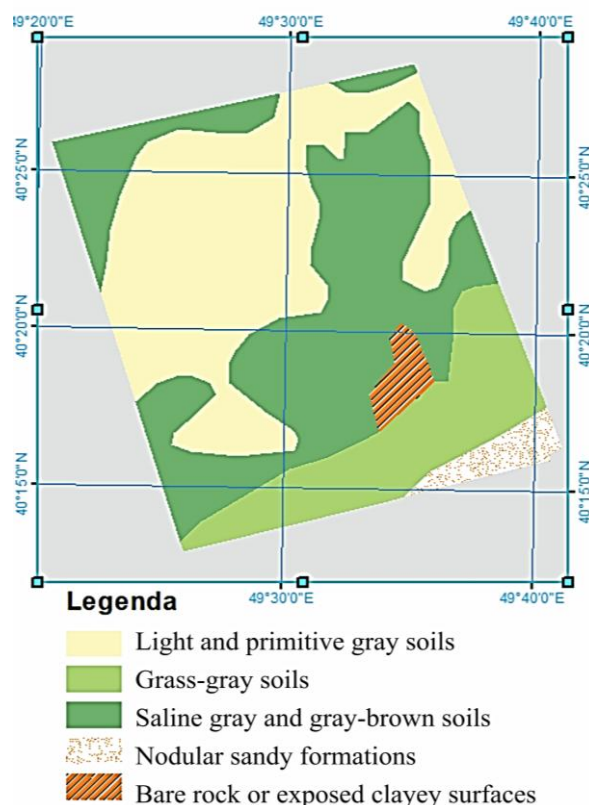 49°20'0"E 49°30'0"E 49°40'0"E
40°25'0"N 40°25'0"N
40°20'0"N 40°20'0"N
40°15'0"N 40°15'0"N
49°30'0"E 49°40'0"E
Legenda
Light and primitive gray soils
Grass-gray soils
Saline gray and gray-brown soils
Nodular sandy formations
Bare rock or exposed clayey surfaces